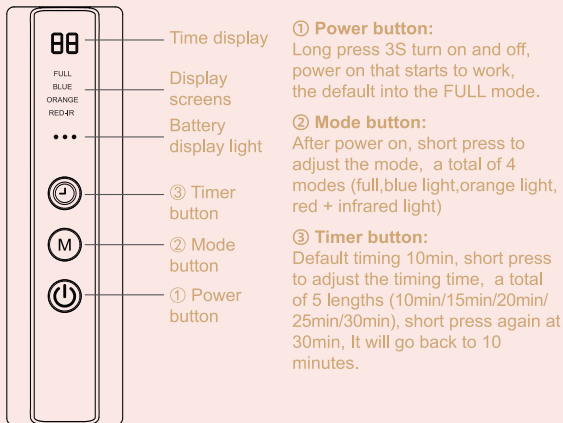 88
FULL
BLUE
ORANGE
RED-IR
M
Time display
Display
screens
Battery
display light
③ Timer
button
② Mode
button
① Power
button
① Power button:
Long press 3S turn on and off,
power on that starts to work,
the default into the FULL mode.
② Mode button:
After power on, short press to
adjust the mode, a total of 4
modes (full,blue light,orange light,
red + infrared light)
③ Timer button:
Default timing 10min, short press
to adjust the timing time, a total
of 5 lengths (10min/15min/20min/
25min/30min), short press again at
30min, It will go back to 10
minutes.